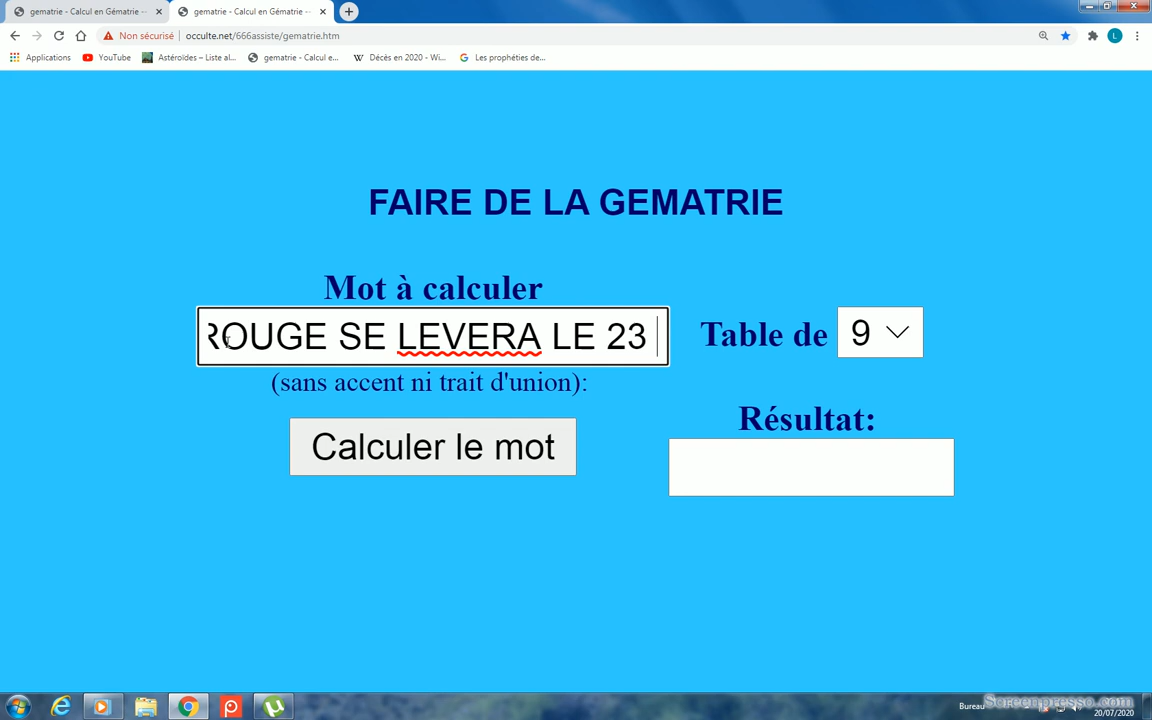 gematrie - Calcul en Gématrie --
gematrie - Calcul en Gématrie --
Non sécurisé
occulte.net/666assiste/gematrie.htm
Applications
YouTube
Astéroïdes – Liste al...
gematrie - Calcul e...
Décès en 2020 - Wi...
Les prophéties de...
FAIRE DE LA GEMATRIE
Mot à calculer
ROUGE SE LEVERA LE 23
Table de
9
(sans accent ni trait d'union):
Calculer le mot
Résultat:
Bureau
Screenpresso.com
20/07/2020